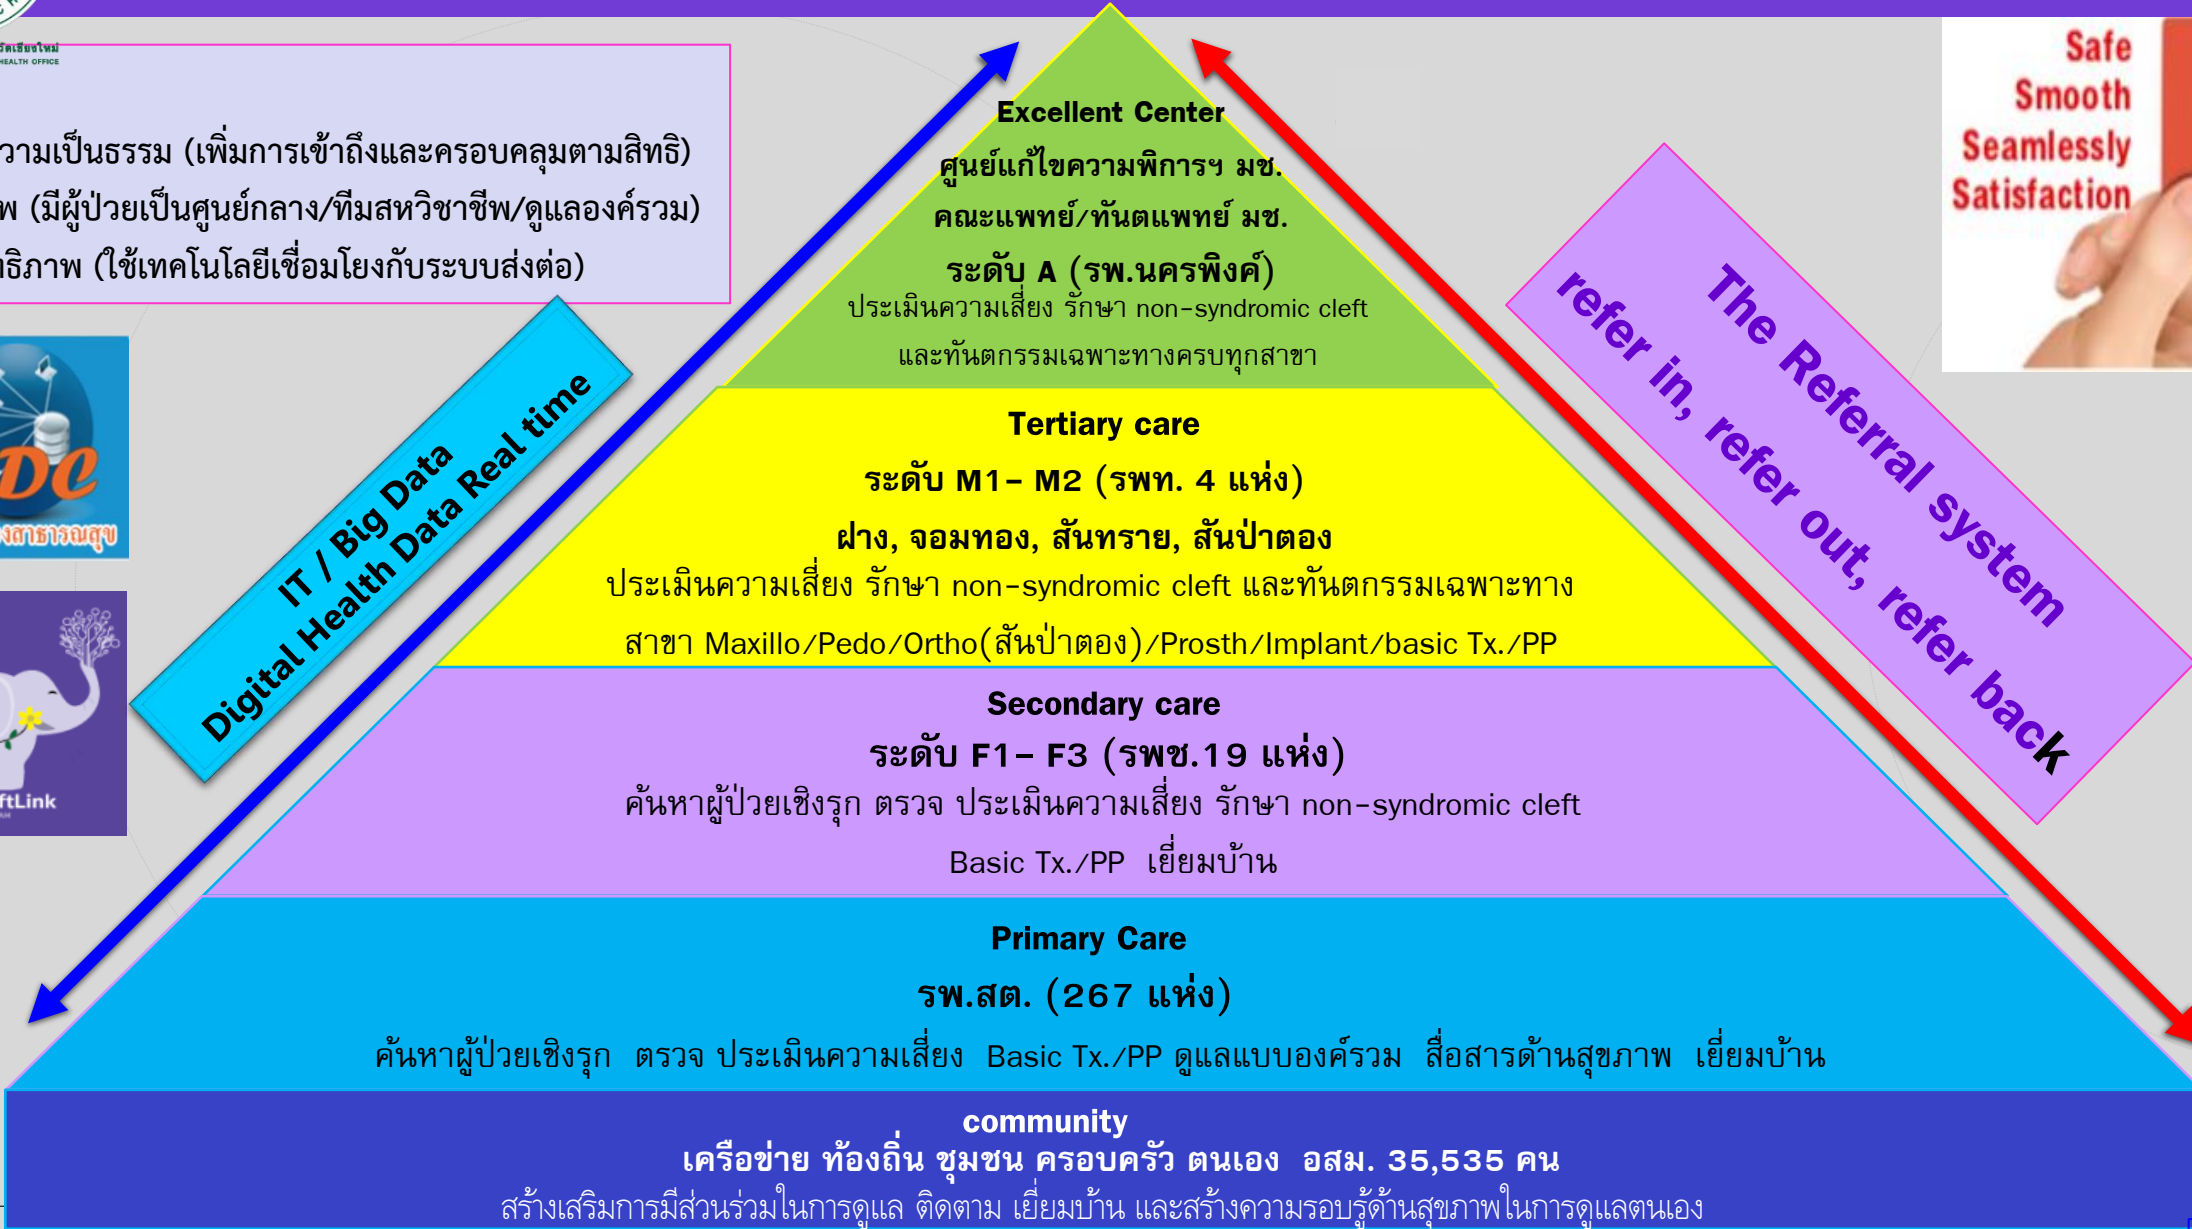 HEALTH OFFICE
ความเป็นธรรม (เพิ่มการเข้าถึงและครอบคลุมตามสิทธิ)
(มีผู้ป่วยเป็นศูนย์กลาง/ทีมสหวิชาชีพ/ดูแลองค์รวม)
(ใช้เทคโนโลยีเชื่อมโยงกับระบบส่งต่อ)
Safe
Smooth
Seamlessly
Satisfaction
Excellent Center
ศูนย์แก้ไขความพิการฯ มช.
คณะแพทย์/ทันตแพทย์ มช.
ระดับ A (รพ.นครพิงค์)
ประเมินความเสี่ยง รักษา non-syndromic cleft
และทันตกรรมเฉพาะทางครบทุกสาขา
IT / Big Data
Digital Health Data Real time
The Referral system
refer in, refer out, refer back
Tertiary care
ระดับ M1- M2 (รพท. 4 แห่ง)
ฝาง, จอมทอง, สันทราย, สันป่าตอง
ประเมินความเสี่ยง รักษา non-syndromic cleft และทันตกรรมเฉพาะทาง
สาขา Maxillo/Pedo/Ortho(สันป่าตอง)/Prosth/Implant/basic Tx./PP
Secondary care
ระดับ F1- F3 (รพช.19 แห่ง)
ค้นหาผู้ป่วยเชิงรุก ตรวจ ประเมินความเสี่ยง รักษา non-syndromic cleft
Basic Tx./PP เยี่ยมบ้าน
Primary Care
รพ.สต. (267 แห่ง)
ค้นหาผู้ป่วยเชิงรุก ตรวจ ประเมินความเสี่ยง Basic Tx./PP ดูแลแบบองค์รวม สื่อสารด้านสุขภาพ เยี่ยมบ้าน
community
เครือข่าย ท้องถิ่น ชุมชน ครอบครัว ตนเอง อสม. 35,535 คน
สร้างเสริมการมีส่วนร่วมในการดูแล ติดตาม เยี่ยมบ้าน และสร้างความรอบรู้ด้านสุขภาพในการดูแลตนเอง